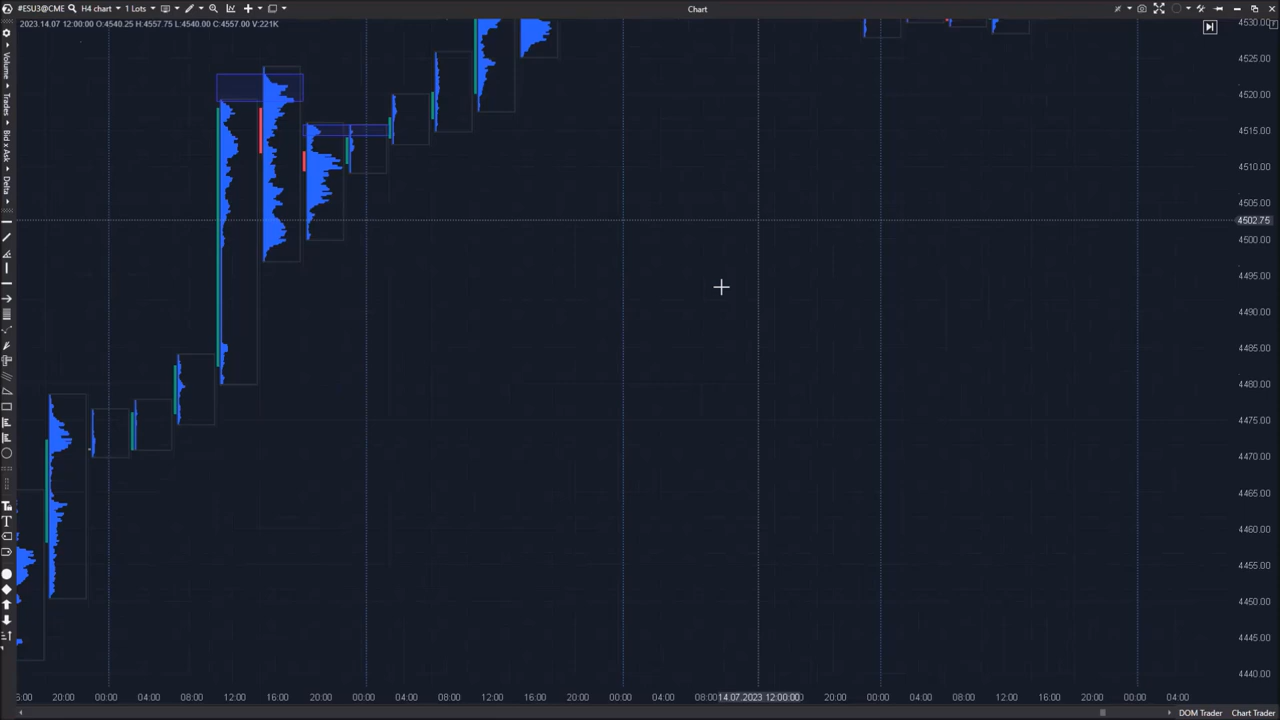 #ESU3@CME H4 chart 1 Lots Chart
2023.14.07 12:00:00 O:4540.25 H:4557.75 L:4540.00 C:4557.00 V:221K
Volume
Trades
Bid x Ask
Delta
4530.00
4525.00
4520.00
4515.00
4510.00
4505.00
4502.75
4500.00
4495.00
4490.00
4485.00
4480.00
4475.00
4470.00
4465.00
4460.00
4455.00
4450.00
4445.00
4440.00
20:00 00:00 04:00 08:00 12:00 16:00 20:00 00:00 04:00 08:00 12:00 16:00 20:00 00:00 04:00 14.07.2023 12:00:00 20:00 00:00 04:00 08:00 12:00 16:00 20:00 00:00 04:00
DOM Trader Chart Trader